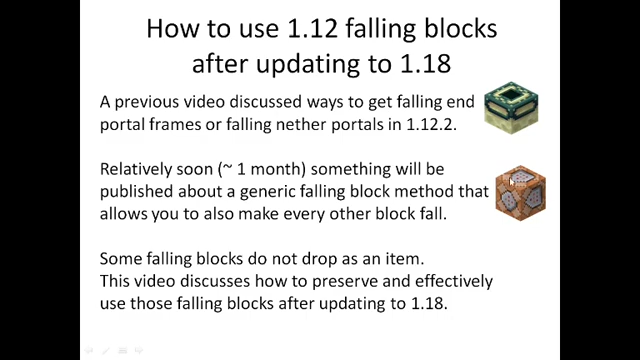 How to use 1.12 falling blocks
after updating to 1.18
A previous video discussed ways to get falling end
portal frames or falling nether portals in 1.12.2.
Relatively soon (~ 1 month) something will be
published about a generic falling block method that
allows you to also make every other block fall.
Some falling blocks do not drop as an item.
This video discusses how to preserve and effectively
use those falling blocks after updating to 1.18.